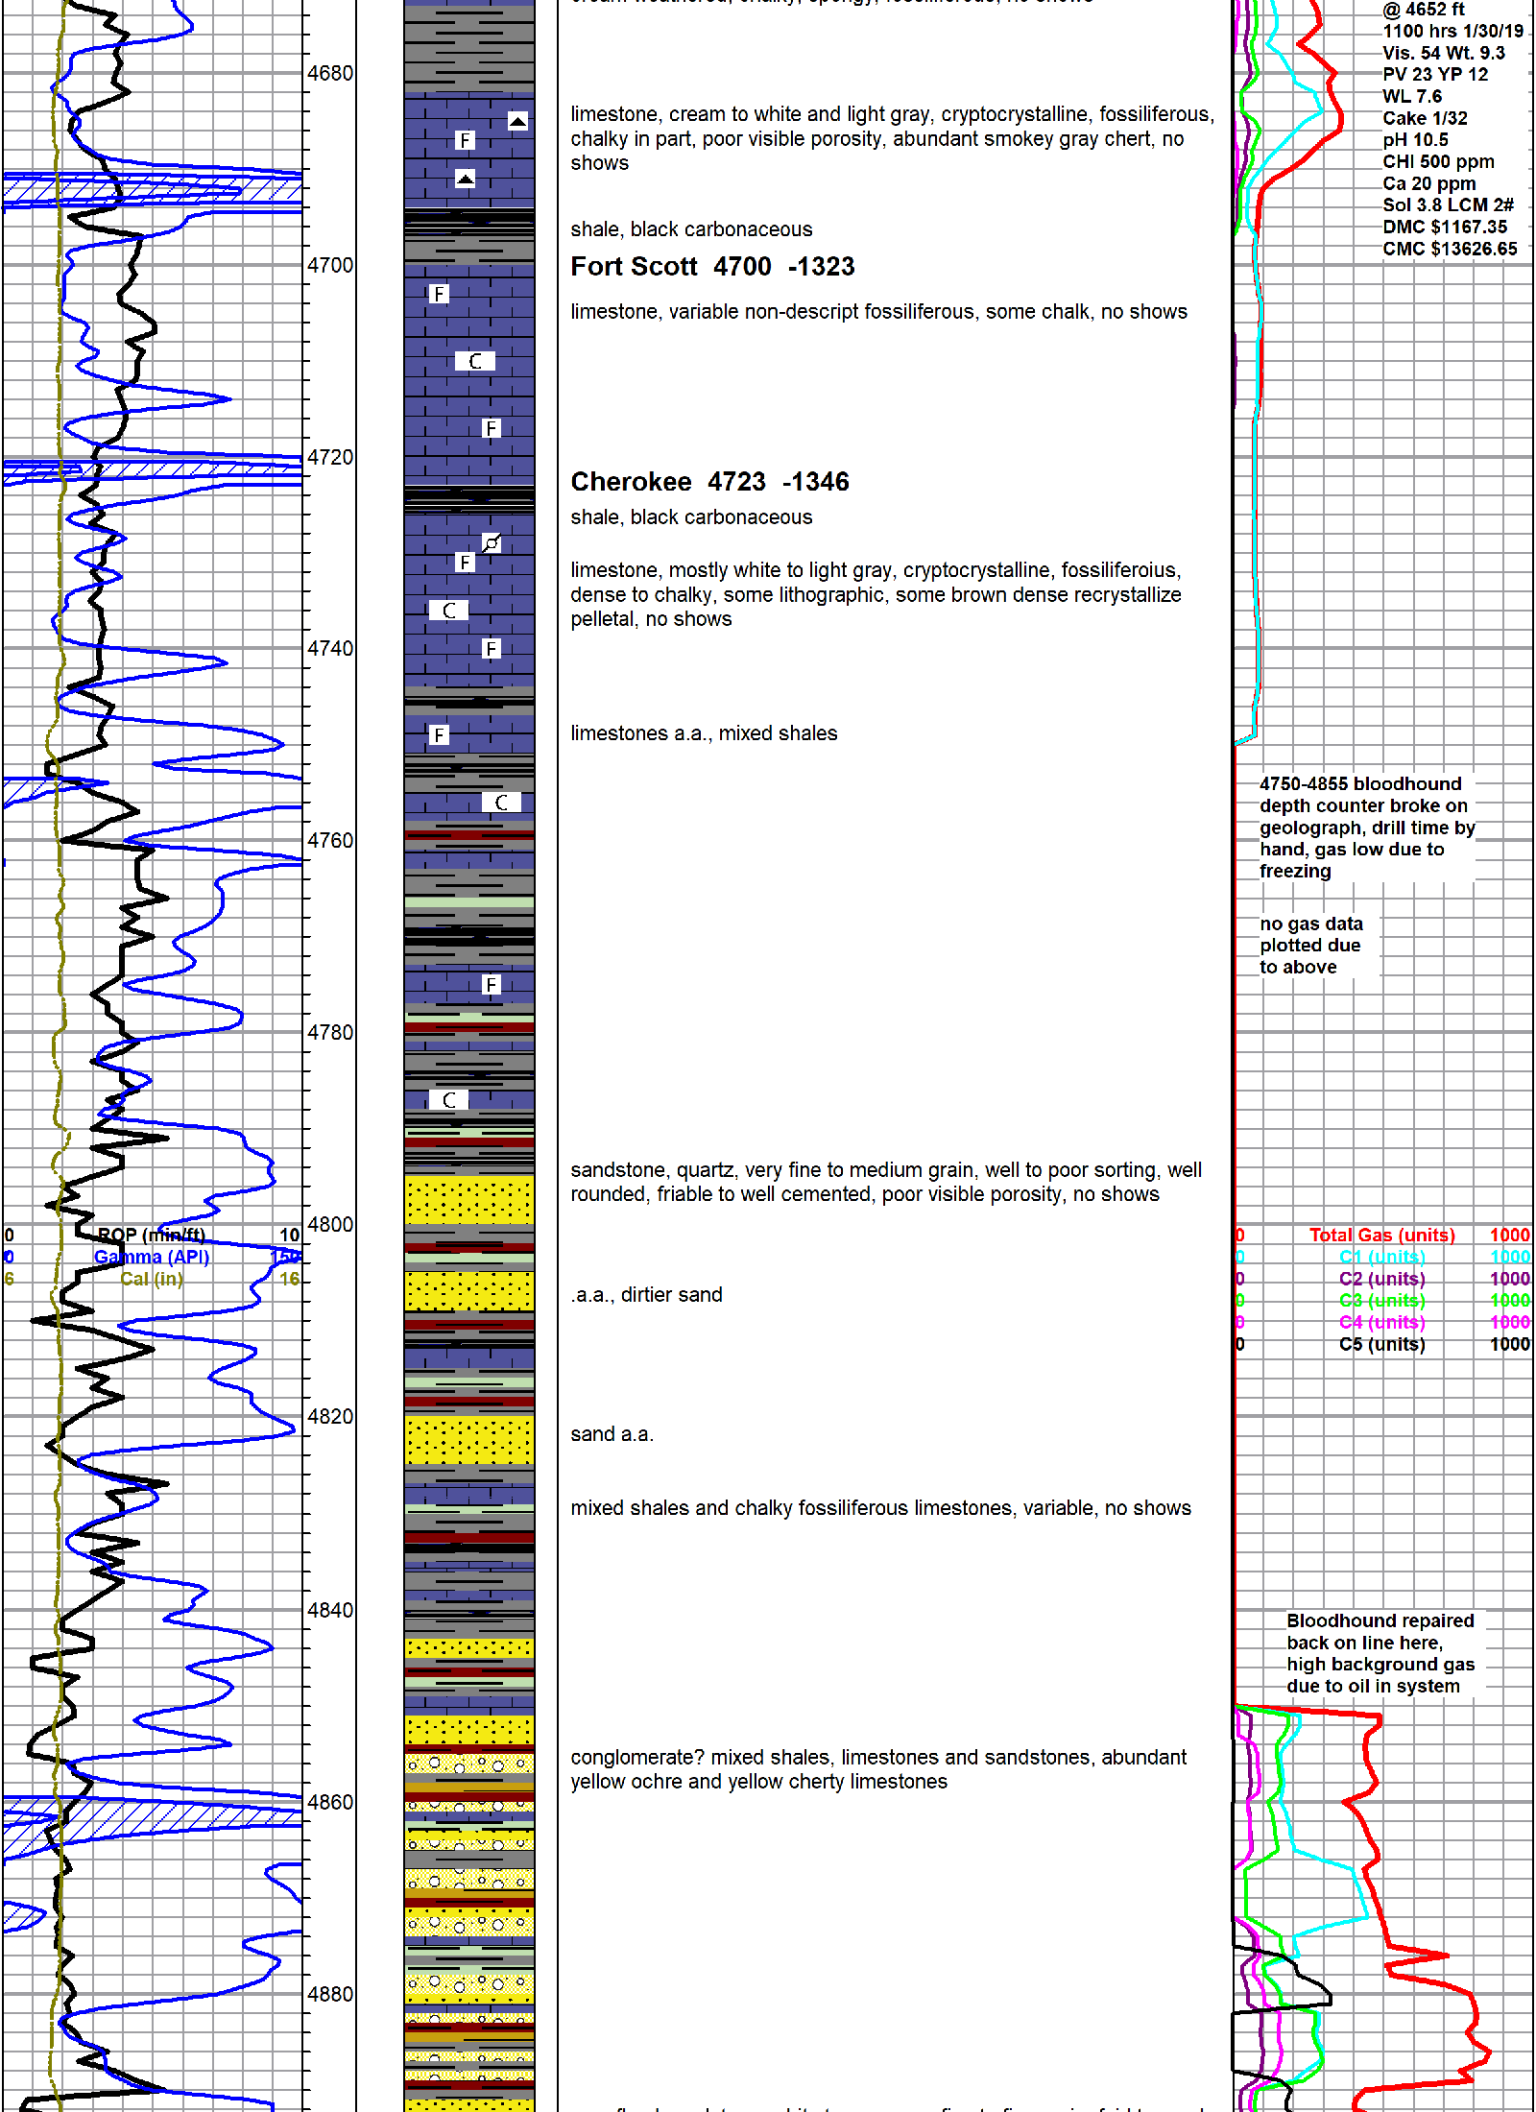 @ 4652 ft
1100 hrs 1/30/19
Vis. 54 Wt. 9.3
PV 23 YP 12
WL 7.6
Cake 1/32
pH 10.5
CHI 500 ppm
Ca 20 ppm
Sol 3.8 LCM 2#
DMC $1167.35
CMC $13626.65
4680
limestone, cream to white and light gray, cryptocrystalline, fossiliferous,
chalky in part, poor visible porosity, abundant smokey gray chert, no
shows
F
shale, black carbonaceous
4700
Fort Scott 4700 -1323
F
limestone, variable non-descript fossiliferous, some chalk, no shows
C
F
4720
Cherokee 4723 -1346
shale, black carbonaceous
F
limestone, mostly white to light gray, cryptocrystalline, fossiliferoius,
dense to chalky, some lithographic, some brown dense recrystallize
pelletal, no shows
C
4740
F
F
limestones a.a., mixed shales
4750-4855 bloodhound
depth counter broke on
geolograph, drill time by
hand, gas low due to
freezing
C
4760
no gas data
plotted due
to above
F
4780
C
sandstone, quartz, very fine to medium grain, well to poor sorting, well
rounded, friable to well cemented, poor visible porosity, no shows
4800
0 ROP (min/ft) 10
0 Gamma (API) 150
6 Cal (in) 16
0 Total Gas (units) 1000
0 C1 (units) 1000
0 C2 (units) 1000
0 C3 (units) 1000
0 C4 (units) 1000
0 C5 (units) 1000
.a.a., dirtier sand
4820
sand a.a.
mixed shales and chalky fossiliferous limestones, variable, no shows
4840
Bloodhound repaired
back on line here,
high background gas
due to oil in system
conglomerate? mixed shales, limestones and sandstones, abundant
yellow ochre and yellow cherty limestones
4860
4880